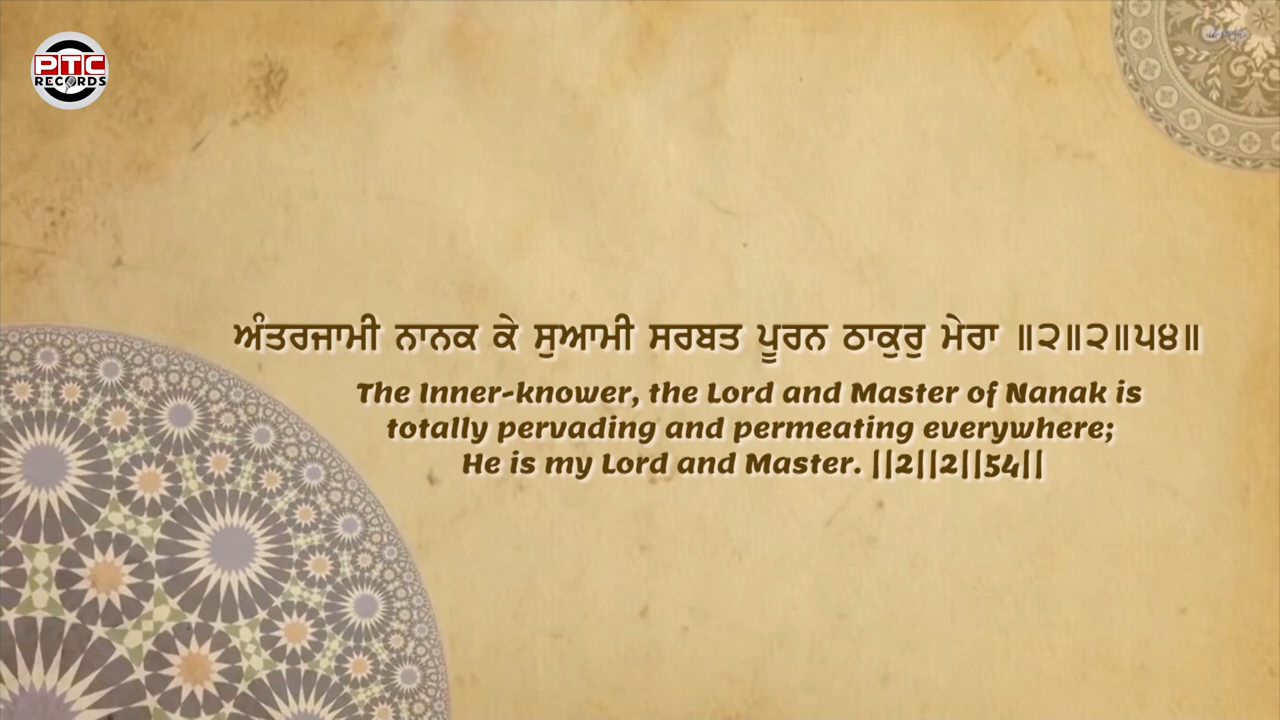 PTC
RECORDS
ਅੰਤਰਜਾਮੀ ਨਾਨਕ ਕੇ ਸੁਆਮੀ ਸਰਬਤ ਪੂਰਨ ਠਾਕੁਰੁ ਮੇਰਾ ॥੨॥੨॥੫੪॥
The Inner-knower, the Lord and Master of Nanak is
totally pervading and permeating everywhere;
He is my Lord and Master. ||2||2||54||